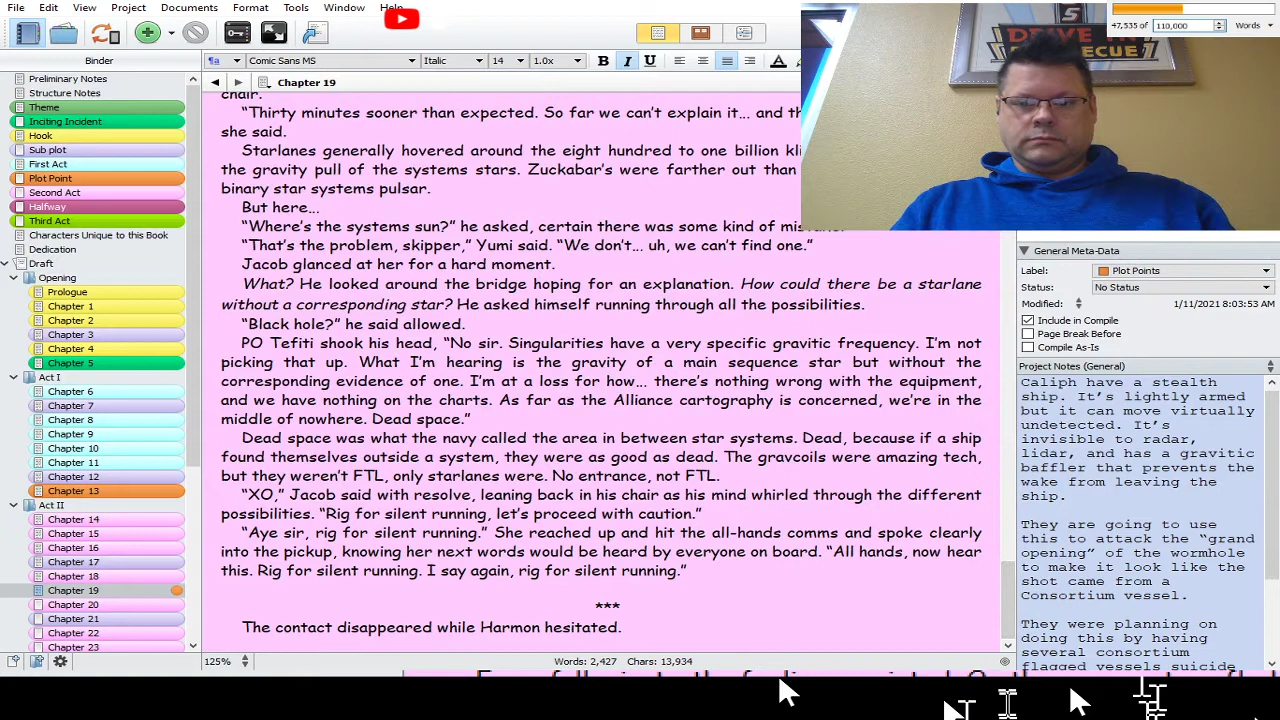 File Edit View Project Documents Format Tools Window Help
47,535 of 110,000 Words
S
DRIVE IN
Comic Sans MS Italic 14 1.0x B I U A
Binder
Chapter 19
Preliminary Notes
Structure Notes
Theme
Inciting Incident
Hook
Sub plot
First Act
Plot Point
Second Act
Halfway
Third Act
Characters Unique to this Book
Dedication
Draft
Opening
Prologue
Chapter 1
Chapter 2
Chapter 3
Chapter 4
Chapter 5
Act I
Chapter 6
Chapter 7
Chapter 8
Chapter 9
Chapter 10
Chapter 11
Chapter 12
Chapter 13
Act II
Chapter 14
Chapter 15
Chapter 16
Chapter 17
Chapter 18
Chapter 19
Chapter 20
Chapter 21
Chapter 22
Chapter 23
chair.
“Thirty minutes sooner than expected. So far we can’t explain it... and
she said.
Starlanes generally hovered around the eight hundred to one billion
the gravity pull of the systems stars. Zuckabar’s were farther out than
binary star systems pulsar.
But here...
“Where’s the systems sun?” he asked, certain there was some kind of
“That’s the problem, skipper,” Yumi said. “We don’t... uh, we can’t find one.”
Jacob glanced at her for a hard moment.
What? He looked around the bridge hoping for an explanation. How could there be a starlane
without a corresponding star? He asked himself running through all the possibilities.
“Black hole?” he said allowed.
PO Tefiti shook his head, “No sir. Singularities have a very specific gravitic frequency. I’m not
picking that up. What I’m hearing is the gravity of a main sequence star but without the
corresponding evidence of one. I’m at a loss for how... there’s nothing wrong with the equipment,
and we have nothing on the charts. As far as the Alliance cartography is concerned, we’re in the
middle of nowhere. Dead space.”
Dead space was what the navy called the area in between star systems. Dead, because if a ship
found themselves outside a system, they were as good as dead. The gravcoils were amazing tech,
but they weren’t FTL, only starlanes were. No entrance, not FTL.
“XO,” Jacob said with resolve, leaning back in his chair as his mind whirled through the different
possibilities. “Rig for silent running, let’s proceed with caution.”
“Aye sir, rig for silent running.” She reached up and hit the all-hands comms and spoke clearly
into the pickup, knowing her next words would be heard by everyone on board. “All hands, now hear
this. Rig for silent running. I say again, rig for silent running.”
***
The contact disappeared while Harmon hesitated.
125% Words: 2,427 Chars: 13,934
General Meta-Data
Label: Plot Points
Status: No Status
Modified: 1/11/2021 8:03:53 AM
Include in Compile
Page Break Before
Compile As-Is
Project Notes (General)
Caliph have a stealth
ship. It’s lightly armed
but it can move virtually
undetected. It’s
invisible to radar,
lidar, and has a gravitic
baffler that prevents the
wake from leaving the
ship.
They are going to use
this to attack the “grand
opening” of the wormhole
to make it look like the
shot came from a
Consortium vessel.
They were planning on
doing this by having
several consortium
flagged vessels suicide